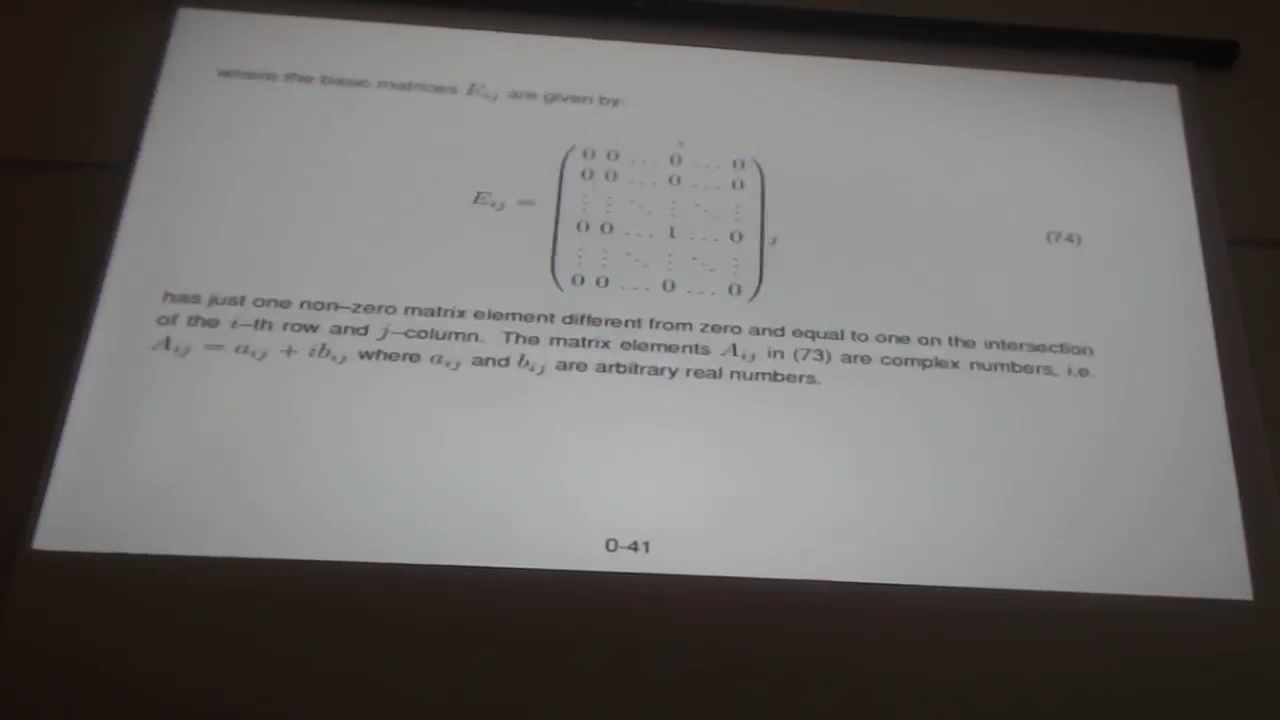 where the basic matrices E_ij are given by:
i
0 0 ... 0 ... 0
0 0 ... 0 ... 0
E_ij =
⋮ ⋮ ⋱ ⋮ ⋱ ⋮
0 0 ... 1 ... 0 j
(74)
⋮ ⋮ ⋱ ⋮ ⋱ ⋮
0 0 ... 0 ... 0
has just one non–zero matrix element different from zero and equal to one on the intersection
of the i–th row and j–column. The matrix elements A_ij in (73) are complex numbers, i.e.
A_ij = a_ij + ib_ij where a_ij and b_ij are arbitrary real numbers.
0-41